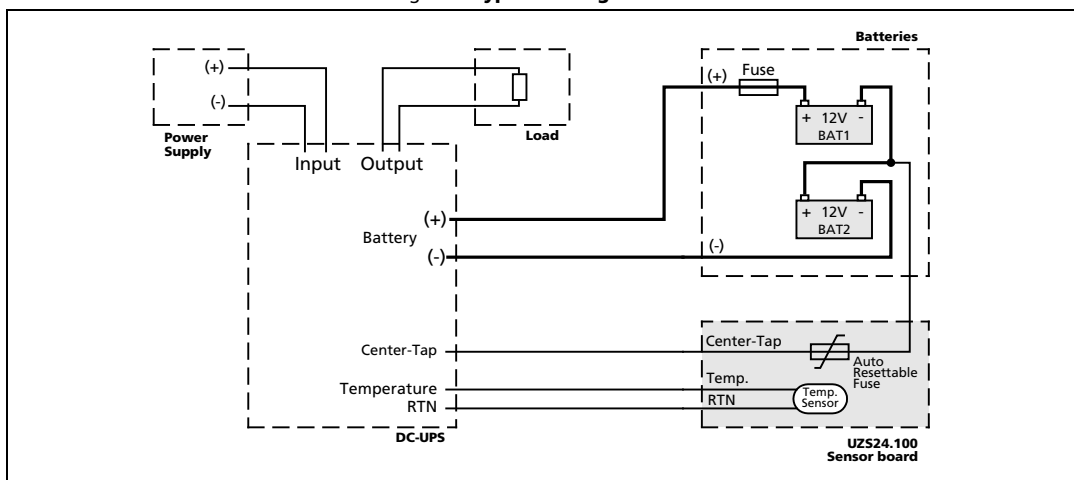 Batteries
(+)
(-)
Power
Supply
Load
Input Output
(+)
Battery
(-)
(+)
Fuse
+ 12V -
BAT1
+ 12V -
BAT2
(-)
Center-Tap
Temperature
RTN
DC-UPS
Center-Tap
Auto
Resettable
Fuse
Temp.
RTN
Temp.
Sensor
UZS24.100
Sensor board